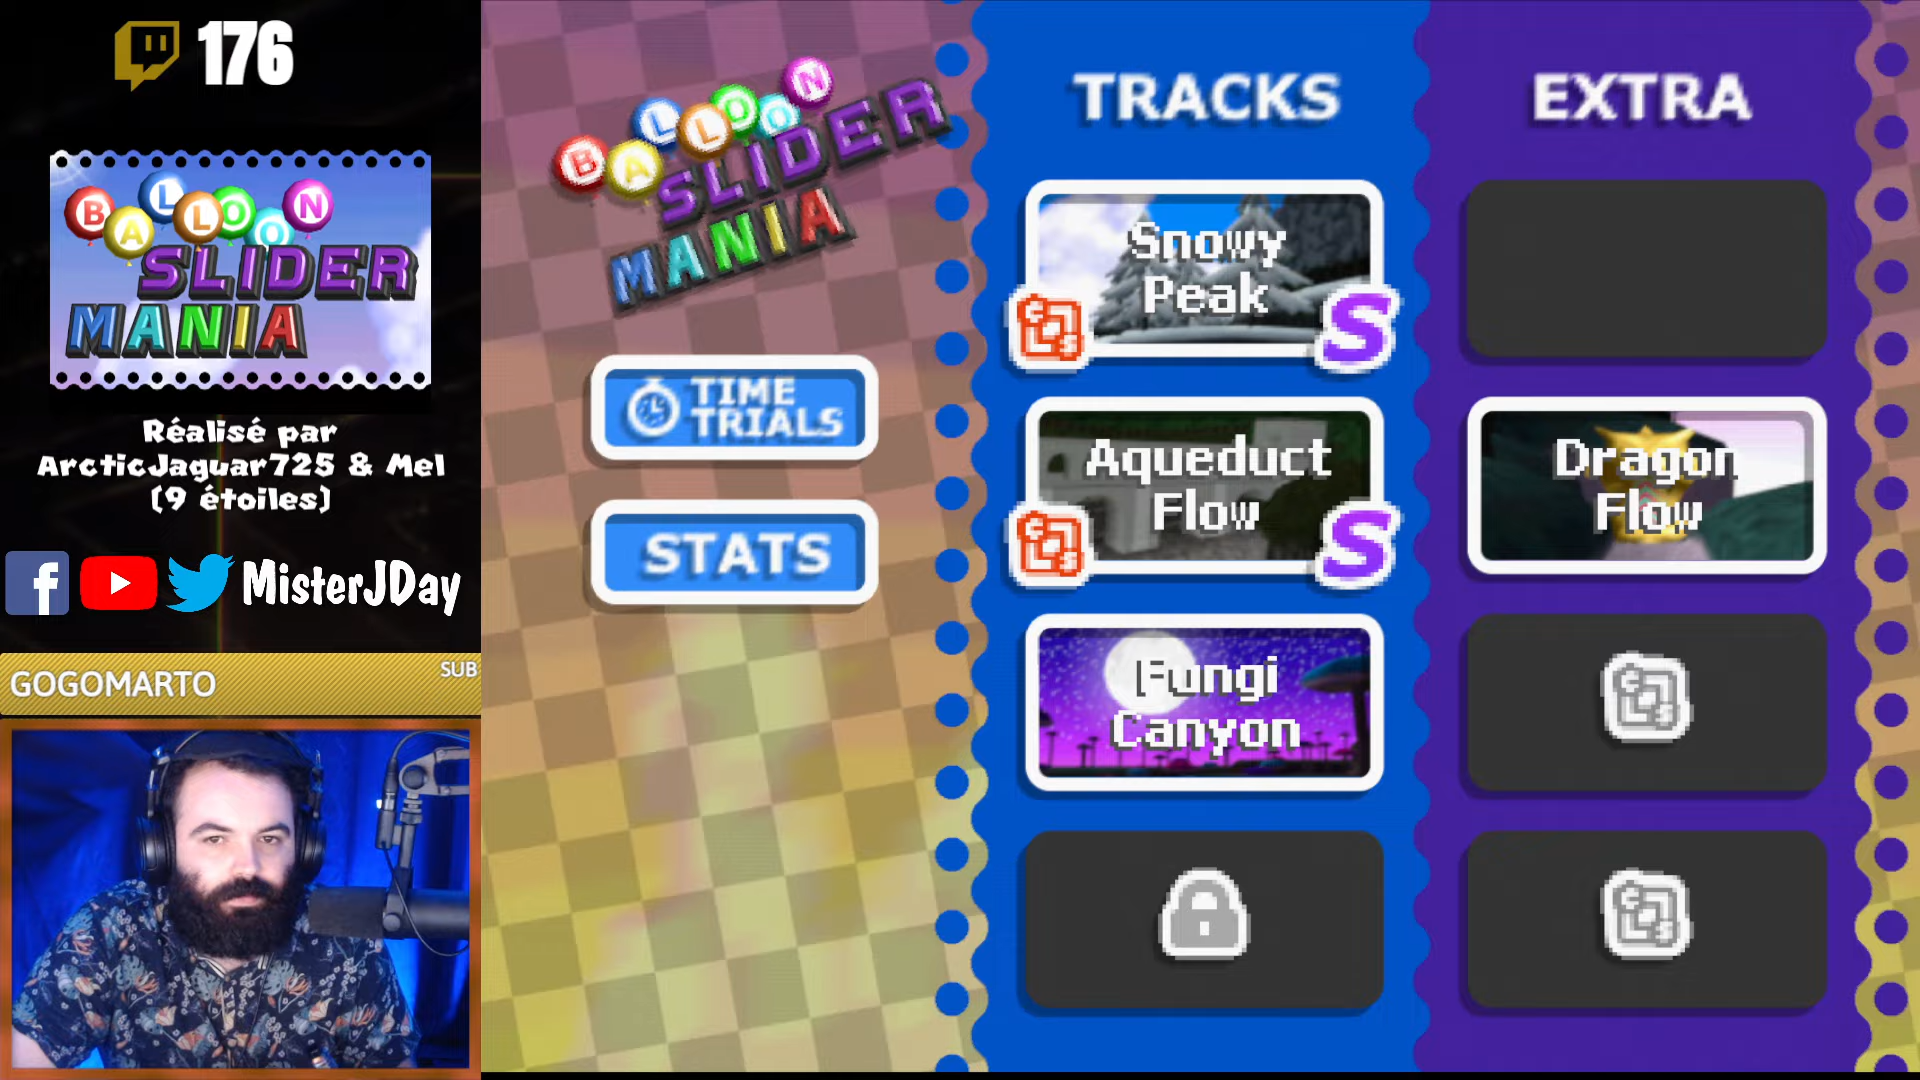 176
BALLOON
SLIDER
MANIA
Réalisé par
ArcticJaguar725 & Mel
(9 étoiles)
MisterJDay
GOGOMARTO
SUB
BALLOON
SLIDER
MANIA
TIME
TRIALS
STATS
TRACKS
Snowy
Peak
S
Aqueduct
Flow
S
Fungi
Canyon
EXTRA
Dragon
Flow